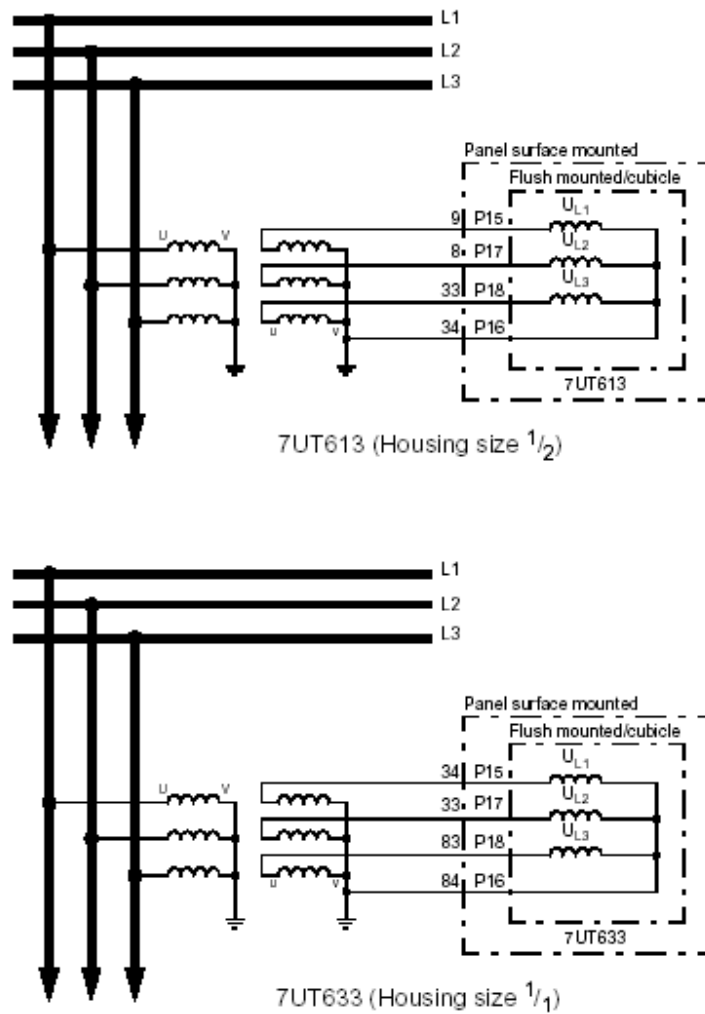 L1
L2
L3
Panel surface mounted
Flush mounted/cubicle
U V
9 P15 UL1
8 P17 UL2
33 P18 UL3
34 P16
u v
7UT613
7UT613 (Housing size 1/2)
L1
L2
L3
Panel surface mounted
Flush mounted/cubicle
U V
34 P15 UL1
33 P17 UL2
83 P18 UL3
84 P16
u v
7UT633
7UT633 (Housing size 1/1)